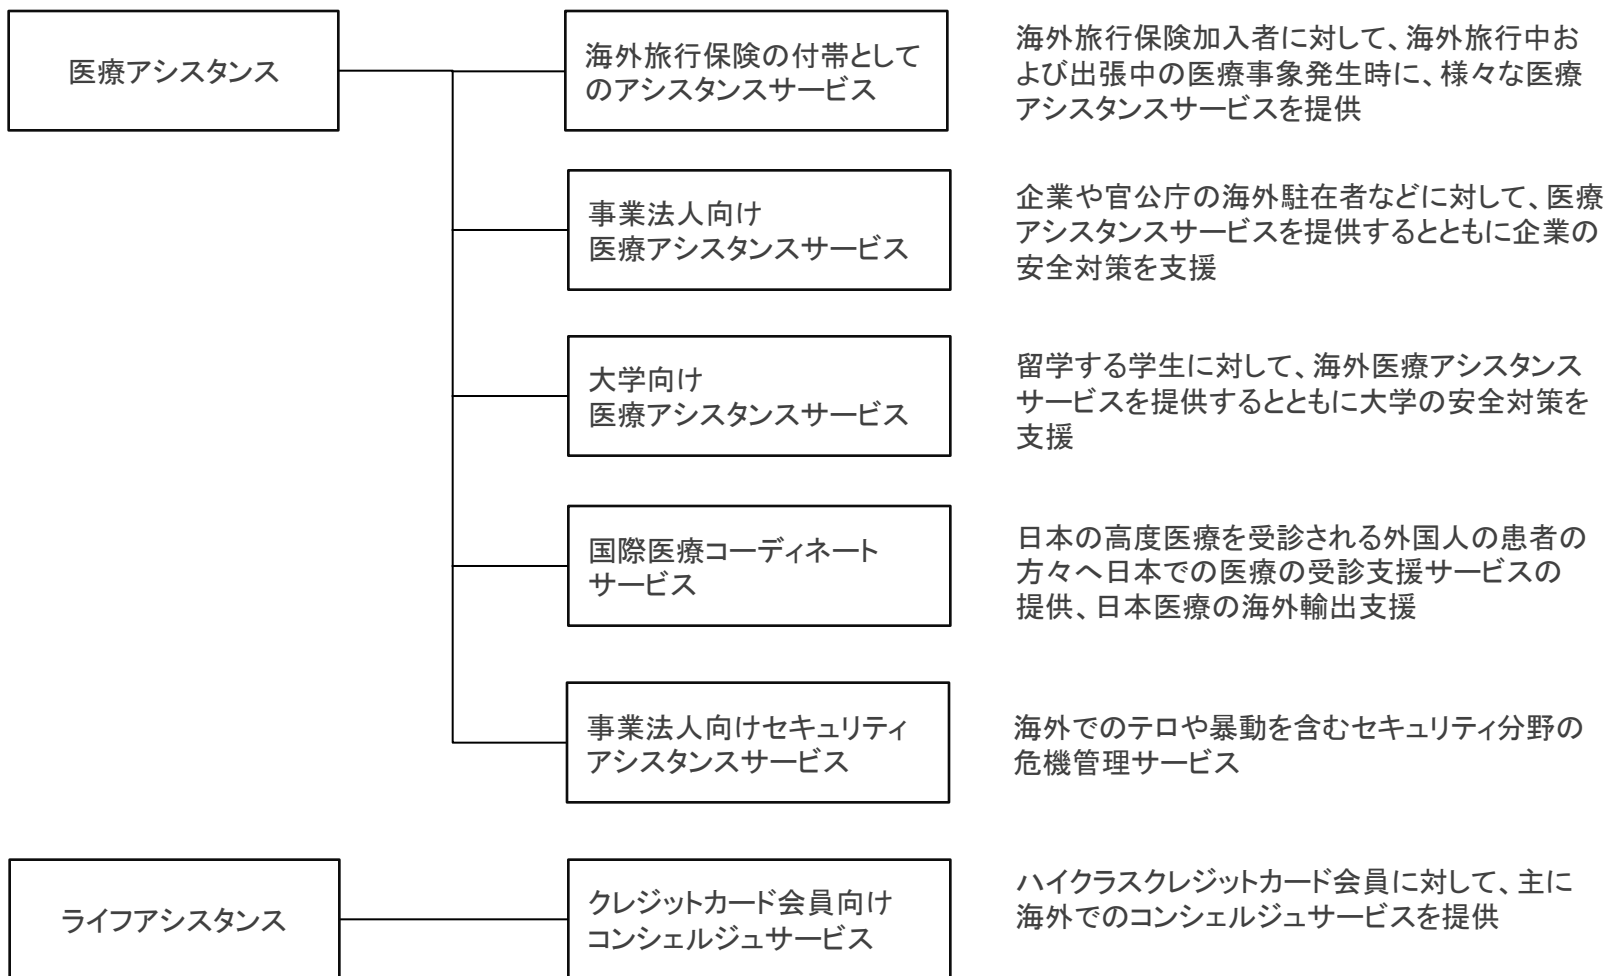 医療アシスタンス
海外旅行保険の付帯として
のアシスタンスサービス
海外旅行保険加入者に対して、海外旅行中お
よび出張中の医療事象発生時に、様々な医療
アシスタンスサービスを提供
事業法人向け
医療アシスタンスサービス
企業や官公庁の海外駐在者などに対して、医療
アシスタンスサービスを提供するとともに企業の
安全対策を支援
大学向け
医療アシスタンスサービス
留学する学生に対して、海外医療アシスタンス
サービスを提供するとともに大学の安全対策を
支援
国際医療コーディネート
サービス
日本の高度医療を受診される外国人の患者の
方々へ日本での医療の受診支援サービスの
提供、日本医療の海外輸出支援
事業法人向けセキュリティ
アシスタンスサービス
海外でのテロや暴動を含むセキュリティ分野の
危機管理サービス
ライフアシスタンス
クレジットカード会員向け
コンシェルジュサービス
ハイクラスクレジットカード会員に対して、主に
海外でのコンシェルジュサービスを提供